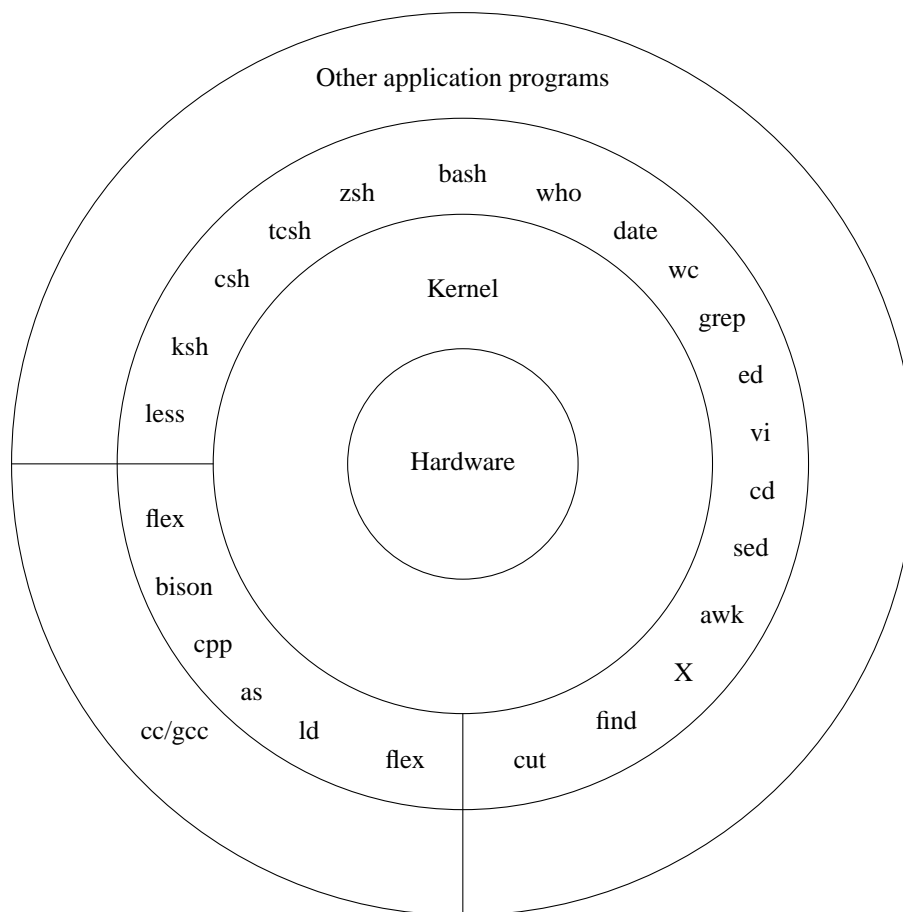 Other application programs
bash
zsh
who
tcsh
date
csh
wc
Kernel
grep
ksh
ed
less
vi
Hardware
cd
flex
sed
bison
awk
cpp
X
as
find
cc/gcc
ld
flex
cut